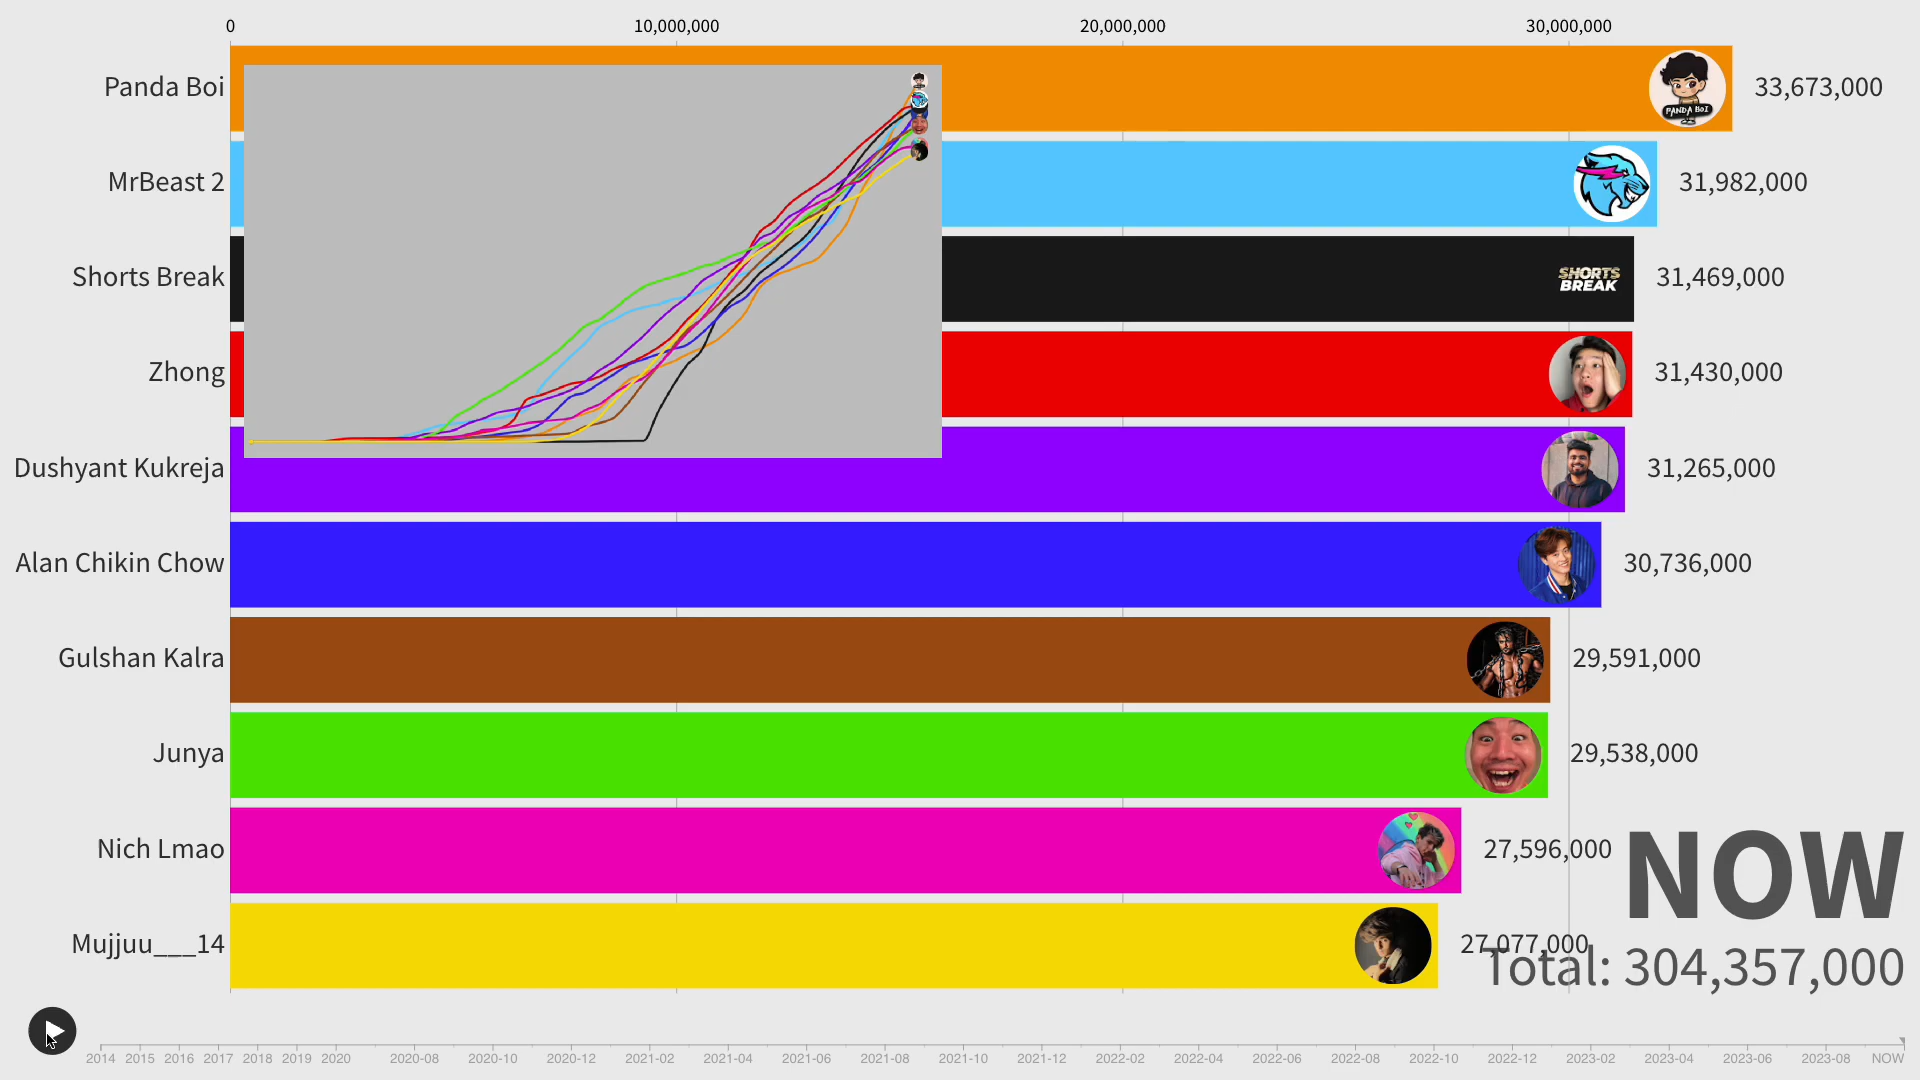 0 10,000,000 20,000,000 30,000,000
Panda Boi PANDA BOI 33,673,000
MrBeast 2 31,982,000
Shorts Break SHORTS BREAK 31,469,000
Zhong 31,430,000
Dushyant Kukreja 31,265,000
Alan Chikin Chow 30,736,000
Gulshan Kalra 29,591,000
Junya 29,538,000
Nich Lmao 27,596,000
NOW
Mujjuu___14 27,077,000
Total: 304,357,000
2014 2015 2016 2017 2018 2019 2020 2020-08 2020-10 2020-12 2021-02 2021-04 2021-06 2021-08 2021-10 2021-12 2022-02 2022-04 2022-06 2022-08 2022-10 2022-12 2023-02 2023-04 2023-06 2023-08 NOW